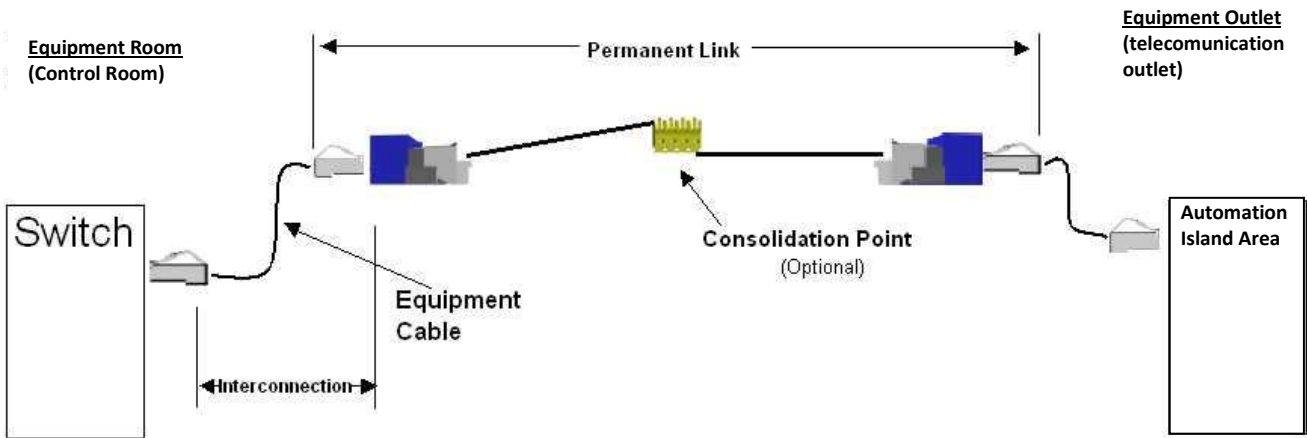 Equipment Room
(Control Room)
Permanent Link
Equipment Outlet
(telecomunication
outlet)
Switch
Consolidation Point
(Optional)
Automation
Island Area
Equipment
Cable
Interconnection